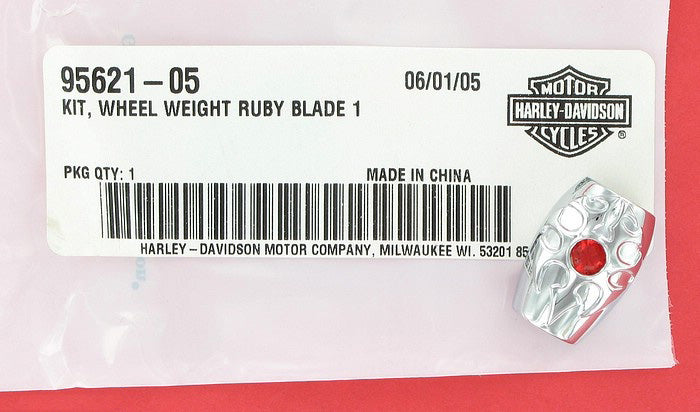 95621-05 06/01/05
KIT, WHEEL WEIGHT RUBY BLADE 1
MOTOR
HARLEY-DAVIDSON
CYCLES ®
PKG QTY: 1 MADE IN CHINA
HARLEY-DAVIDSON MOTOR COMPANY, MILWAUKEE WI. 53201 85